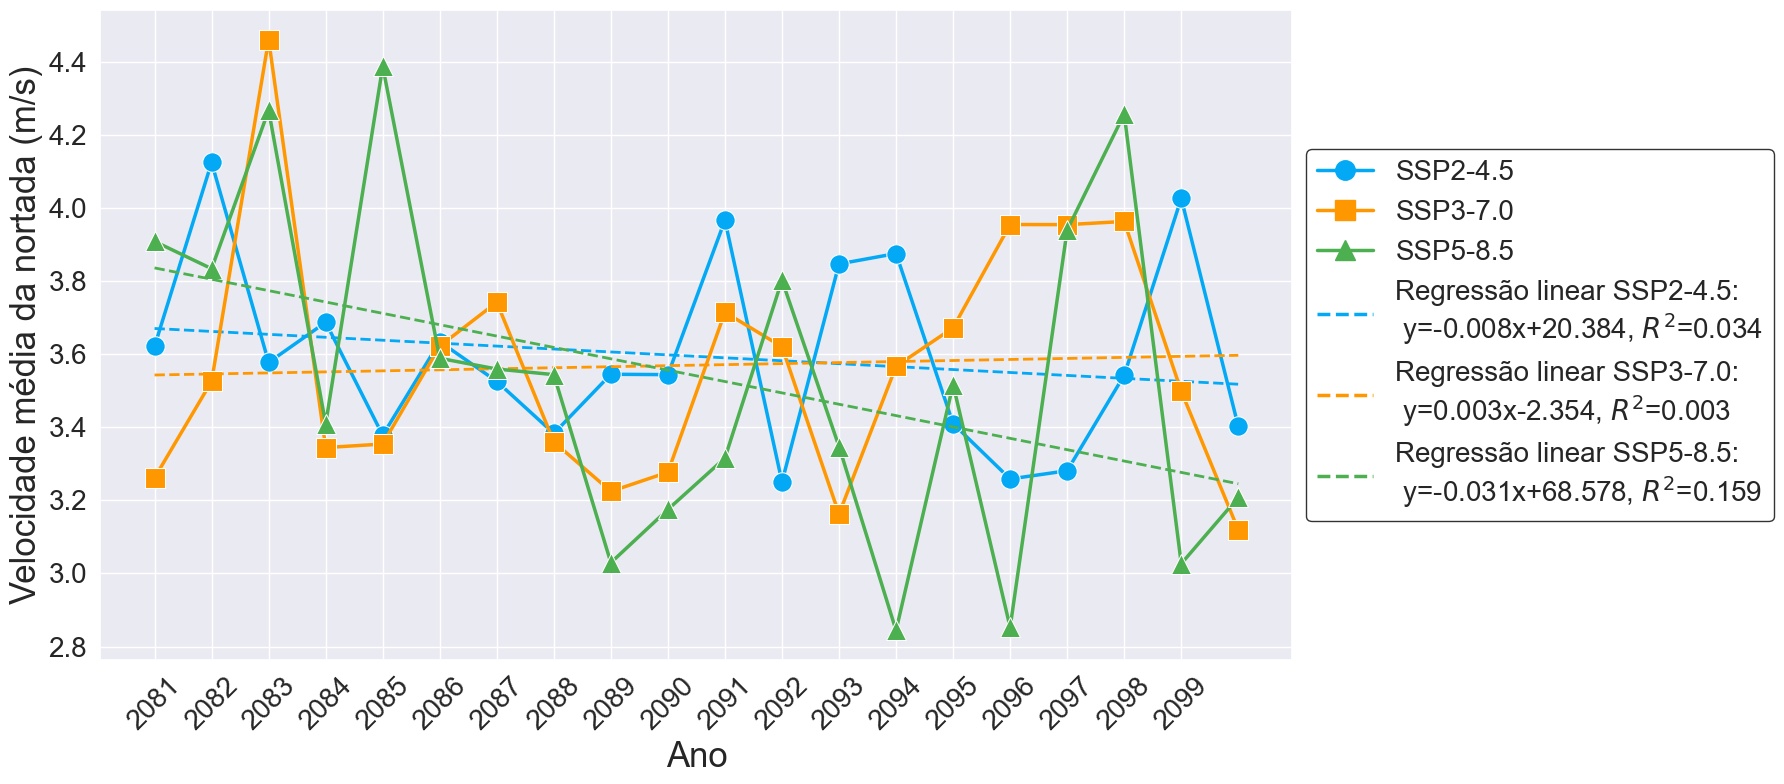 Velocidade média da nortada (m/s)
4.4
4.2
4.0
3.8
3.6
3.4
3.2
3.0
2.8
2081
2082
2083
2084
2085
2086
2087
2088
2089
2090
2091
2092
2093
2094
2095
2096
2097
2098
2099
Ano
SSP2-4.5
SSP3-7.0
SSP5-8.5
Regressão linear SSP2-4.5:
y=-0.008x+20.384, R²=0.034
Regressão linear SSP3-7.0:
y=0.003x-2.354, R²=0.003
Regressão linear SSP5-8.5:
y=-0.031x+68.578, R²=0.159